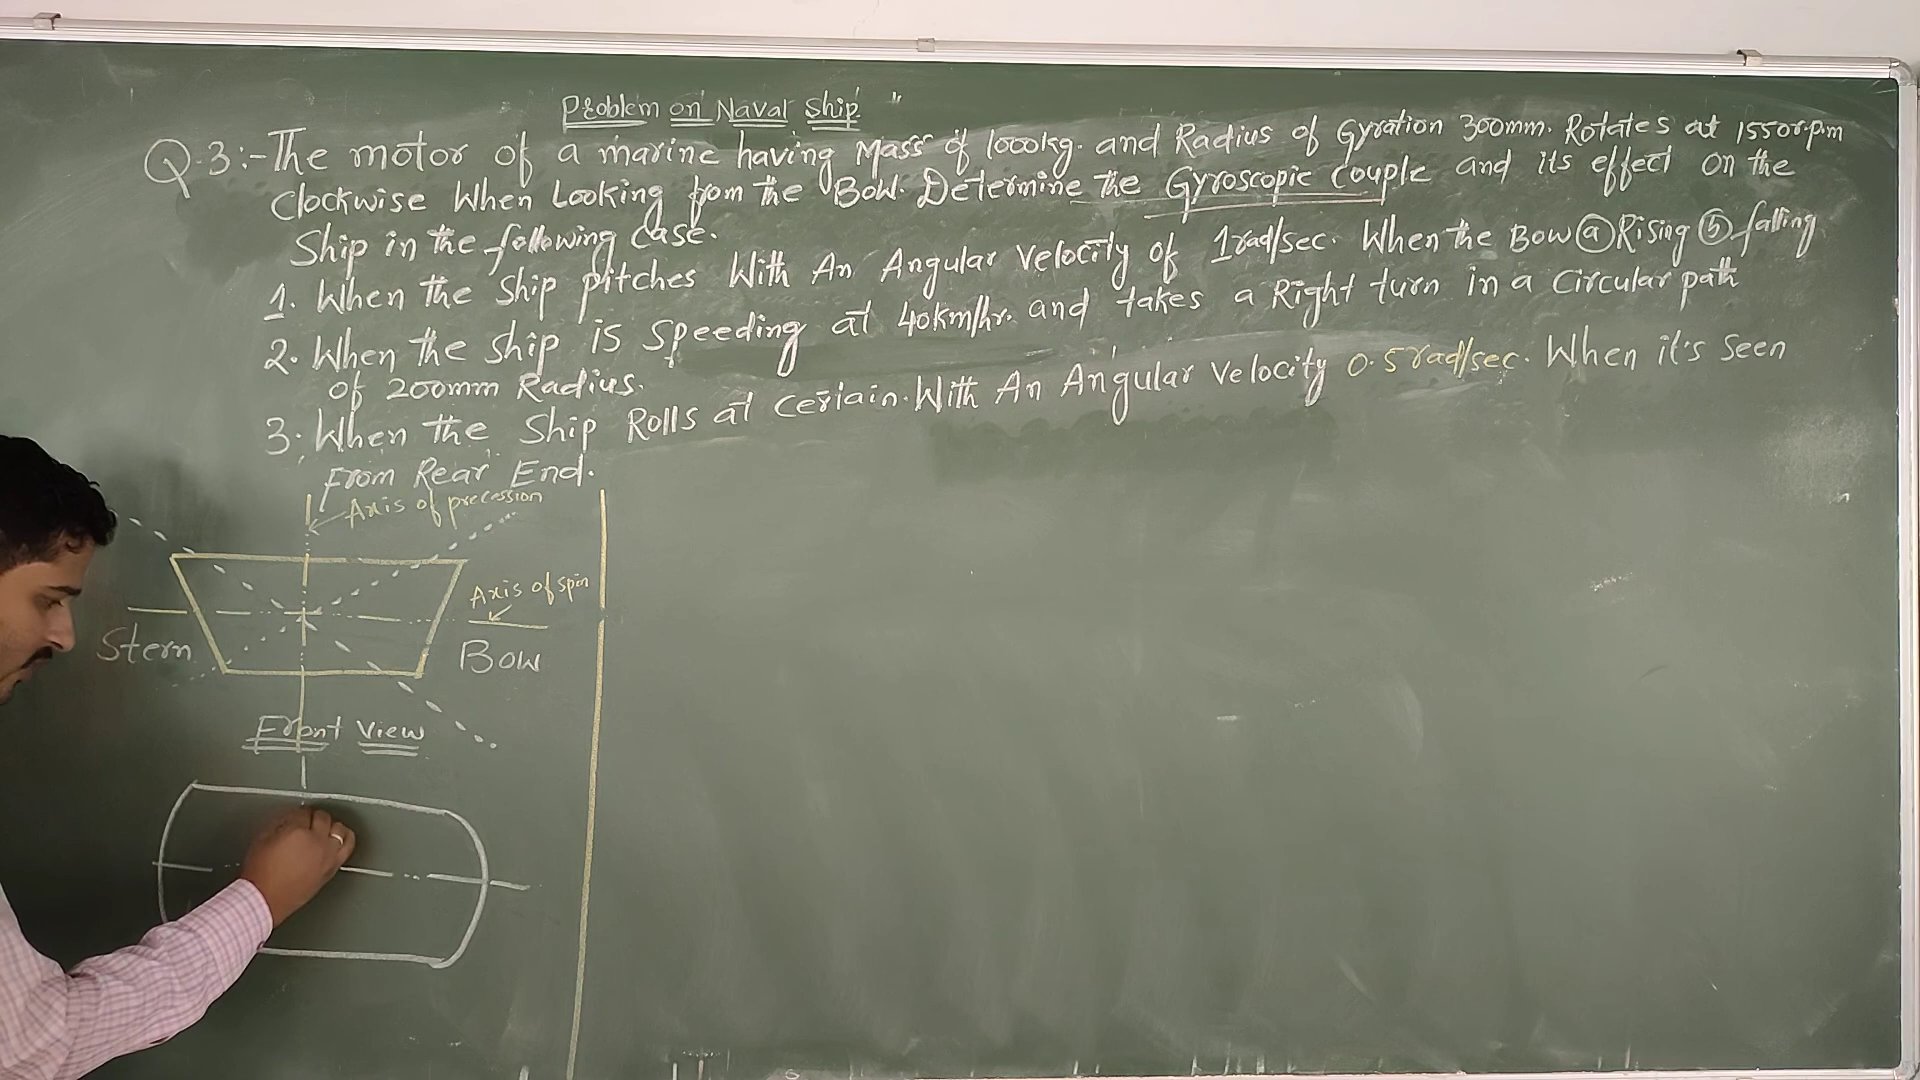 Problem on Naval Ship "
Q.3:- The motor of a marine having Mass of 1000kg. and Radius of Gyration 300mm. Rotates at 1550r.p.m
Clockwise When Looking from the Bow. Determine the Gyroscopic Couple and its effect on the
Ship in the following Case.
1. When the Ship pitches With An Angular Velocity of 1rad/sec. When the Bow ⓐ Rising ⓑ falling
2. When the Ship is Speeding at 40km/hr. and takes a Right turn in a Circular path
of 200mm Radius.
3. When the Ship Rolls at Certain. With An Angular Velocity 0.5 rad/sec. When it's Seen
From Rear End.
Axis of precession
Axis of spin
Stern
Bow
Front View